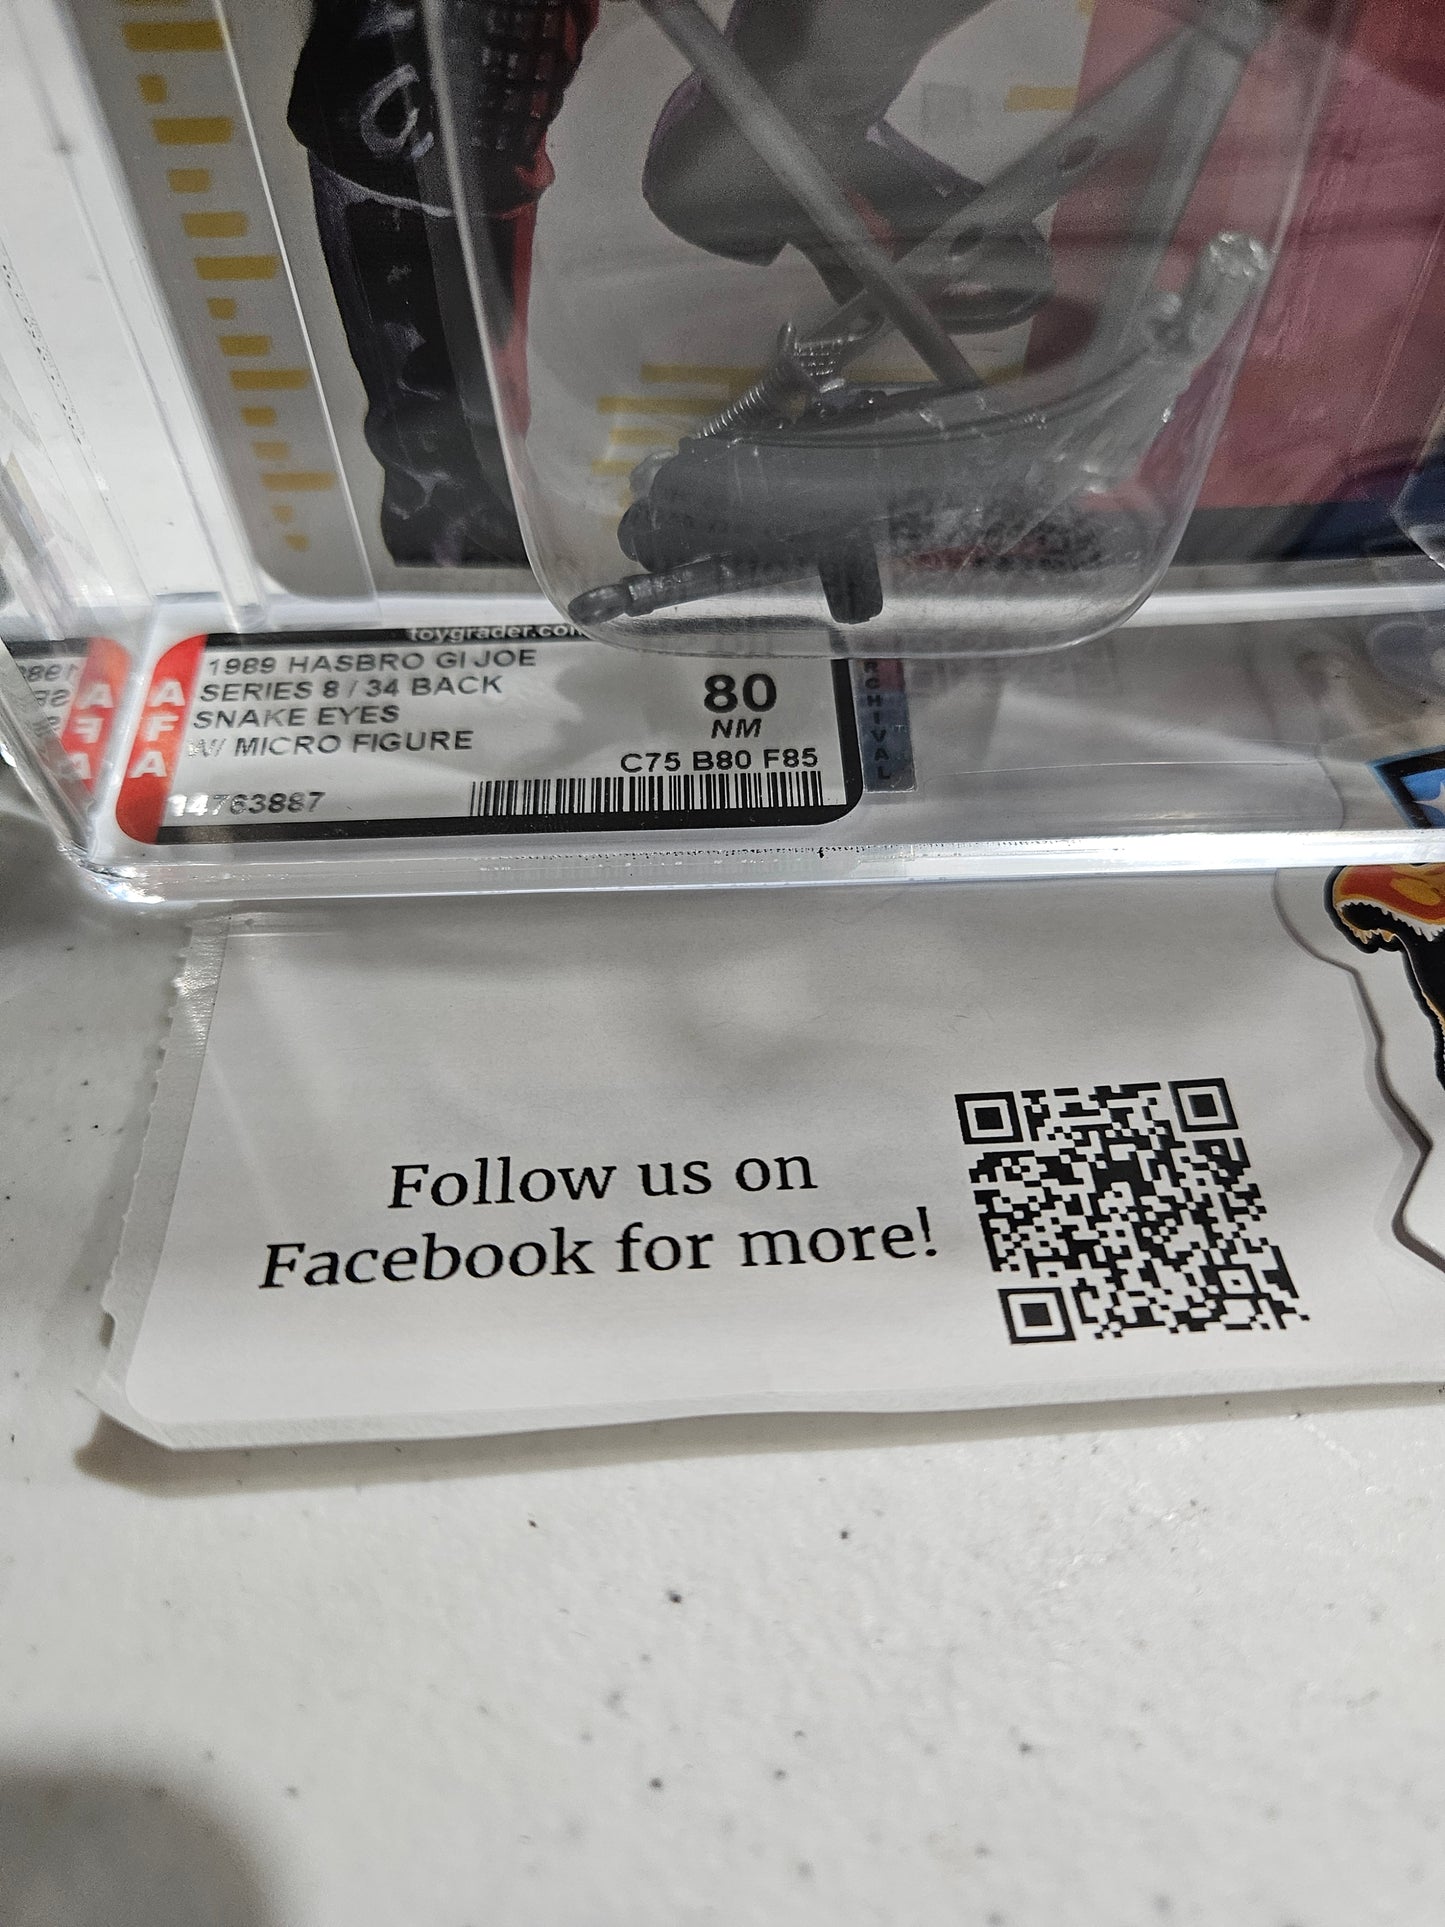 toygrader.com
1989 HASBRO GI JOE
SERIES 8 / 34 BACK
SNAKE EYES
W/ MICRO FIGURE
80
NM
C75 B80 F85
14763887
AFA
ARCHIVAL
Follow us on
Facebook for more!